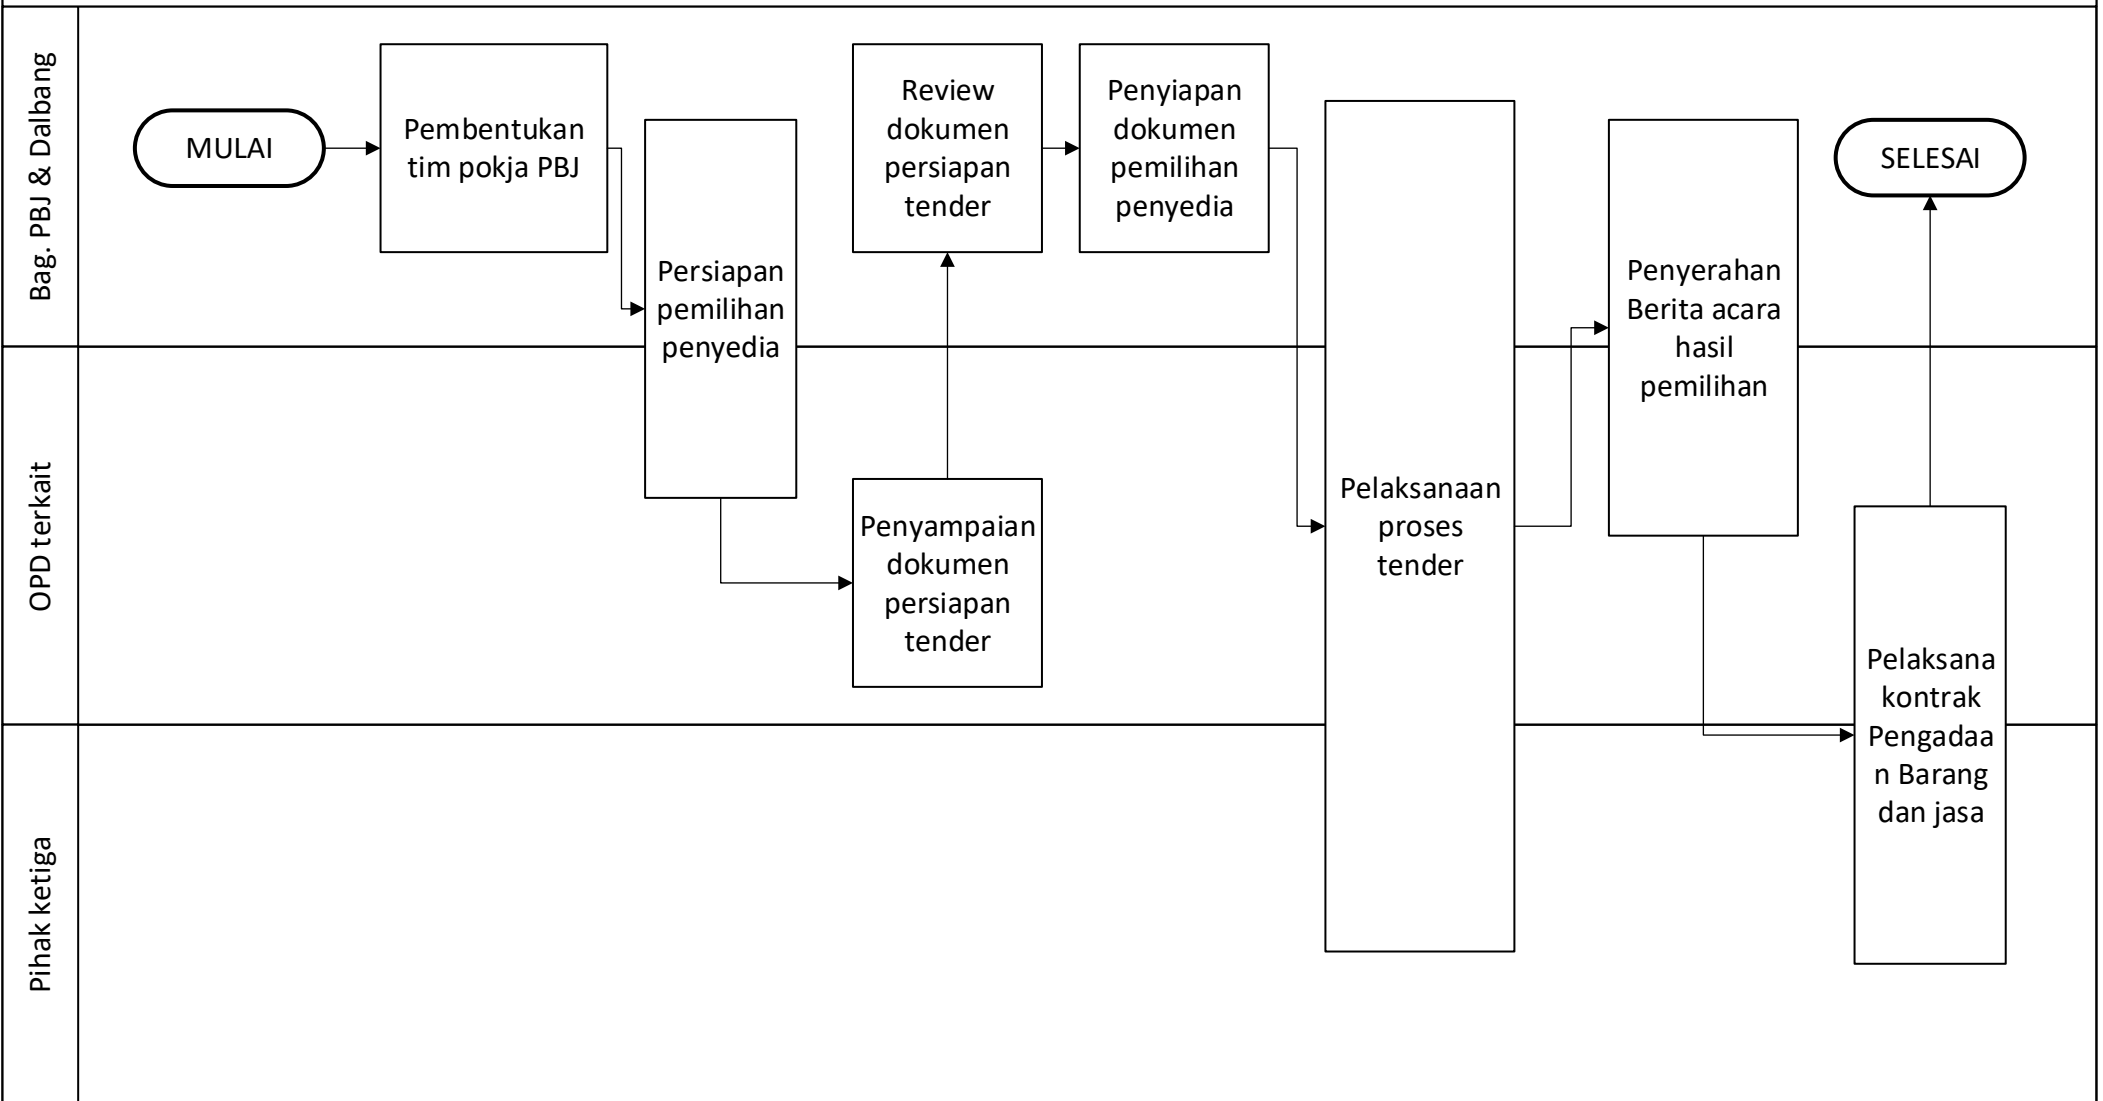 Bag. PBJ & Dalbang
MULAI
Pembentukan
tim pokja PBJ
Persiapan
pemilihan
penyedia
Review
dokumen
persiapan
tender
Penyiapan
dokumen
pemilihan
penyedia
Penyerahan
Berita acara
hasil
pemilihan
SELESAI
OPD terkait
Penyampaian
dokumen
persiapan
tender
Pelaksanaan
proses
tender
Pelaksana
kontrak
Pengadaa
n Barang
dan jasa
Pihak ketiga